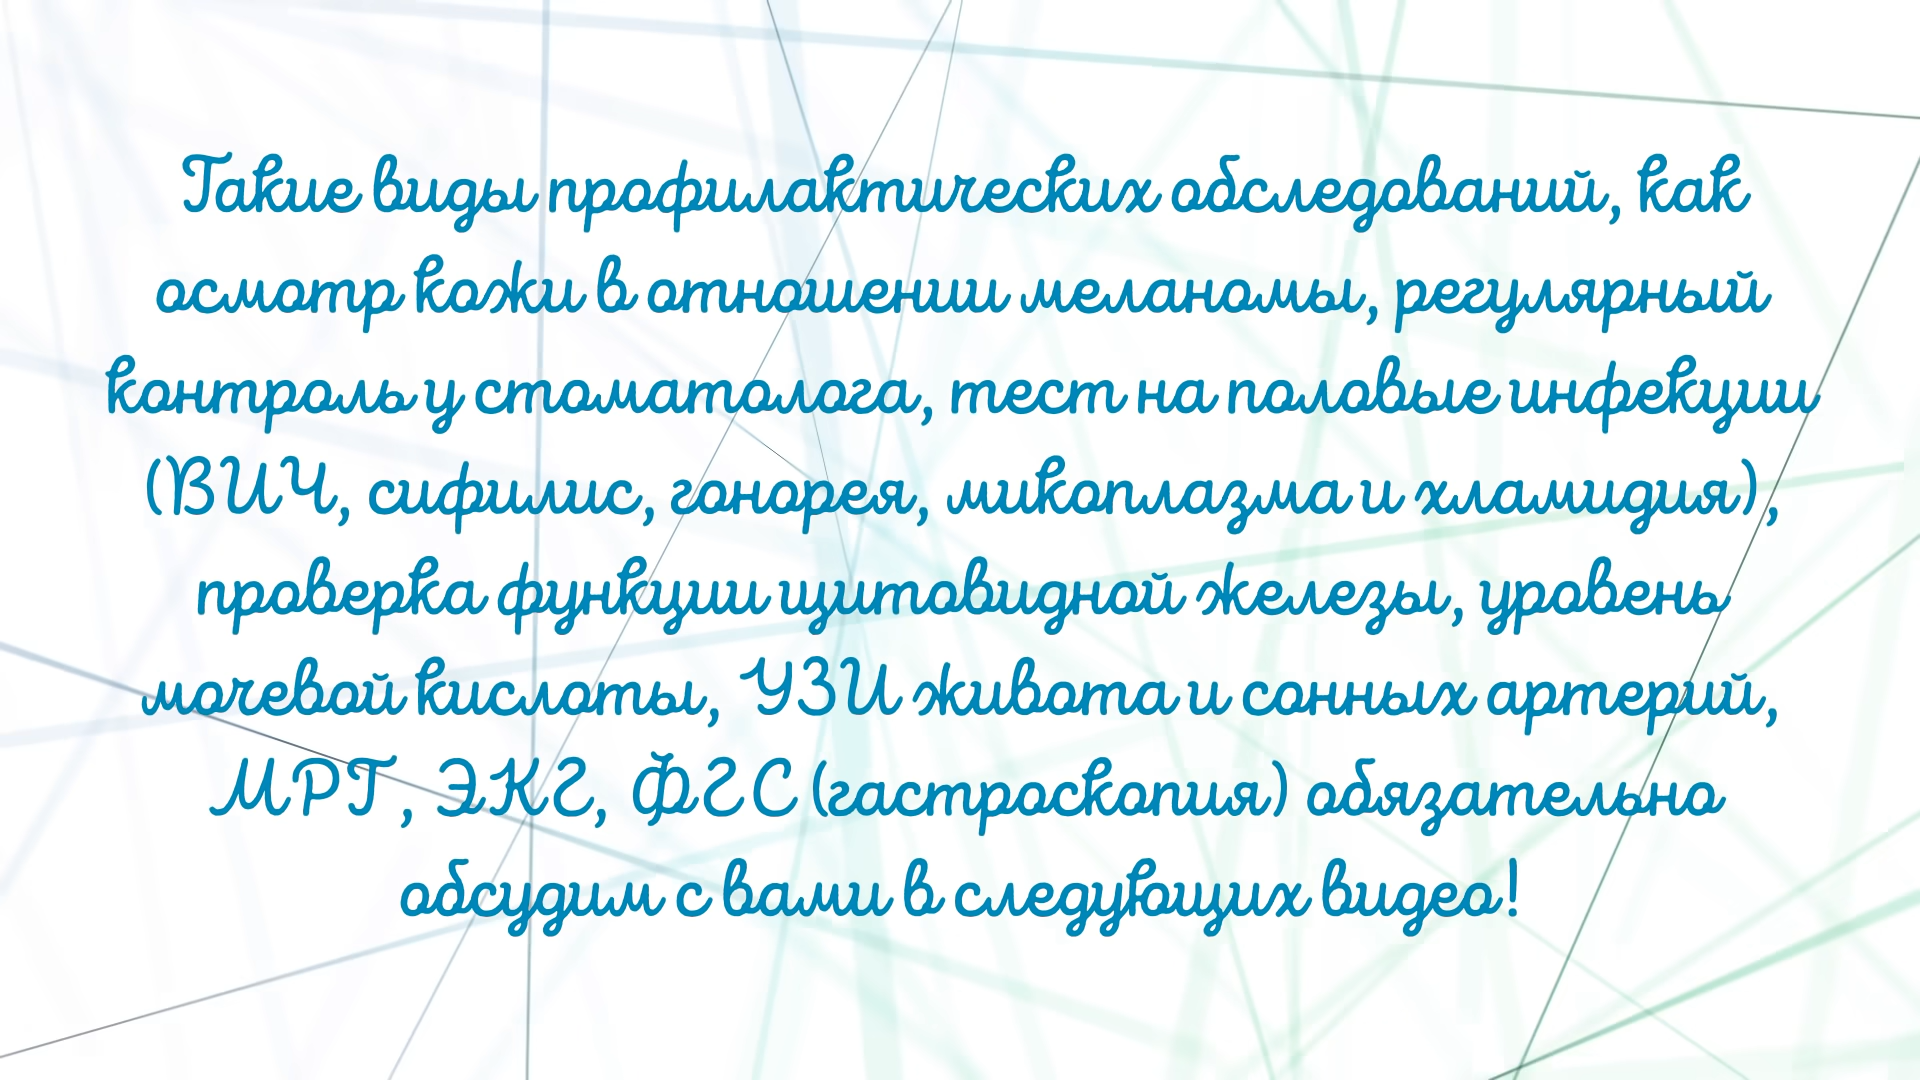 Такие виды профилактических обследований, как
осмотр кожи в отношении меланомы, регулярный
контроль у стоматолога, тест на половые инфекции
(ВИЧ, сифилис, гонорея, микоплазма и хламидия),
проверка функции щитовидной железы, уровень
мочевой кислоты, УЗИ живота и сонных артерий,
МРТ, ЭКГ, ФГС (гастроскопия) обязательно
обсудим с вами в следующих видео!